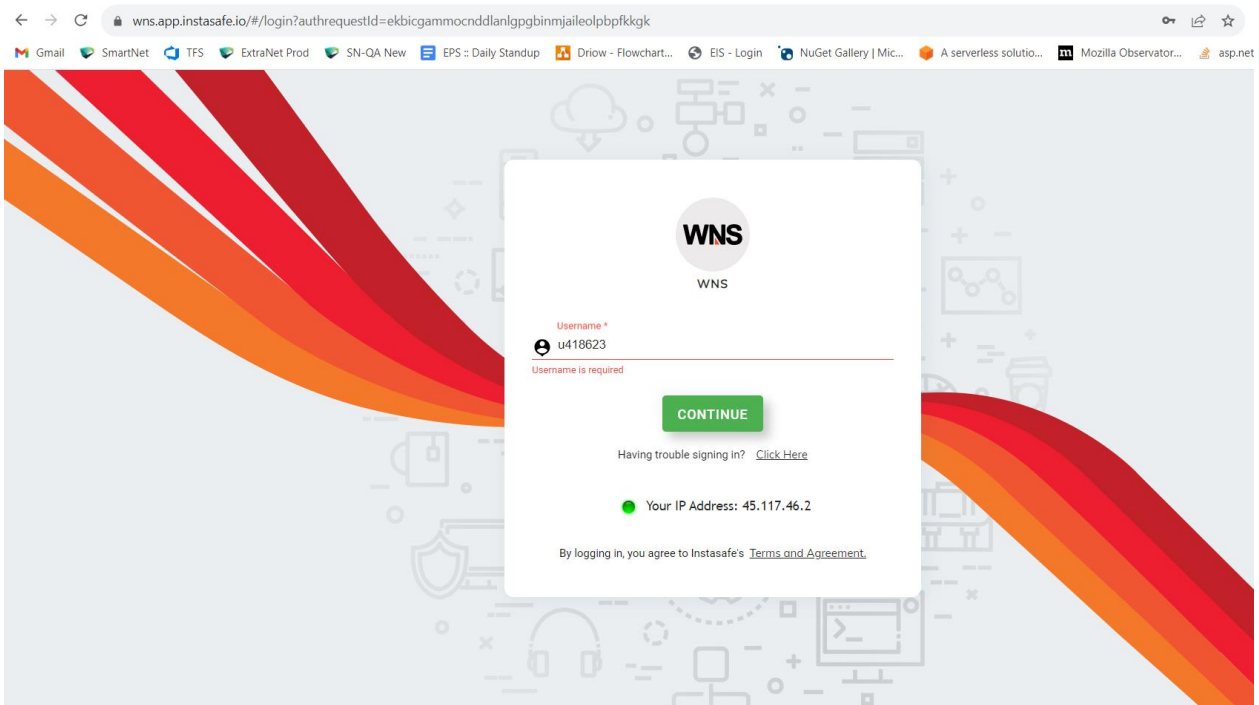 wns.app.instasafe.io/#/login?authrequestId=ekbicgammocnddlanlgpgbinmjaileolpbpfkkgk
Gmail SmartNet TFS ExtraNet Prod SN-QA New EPS :: Daily Standup Driow - Flowchart... EIS - Login NuGet Gallery | Mic... A serverless solutio... m Mozilla Observator... asp.net
WNS
WNS
Username *
u418623
Username is required
CONTINUE
Having trouble signing in? Click Here
Your IP Address: 45.117.46.2
By logging in, you agree to Instasafe's Terms and Agreement.